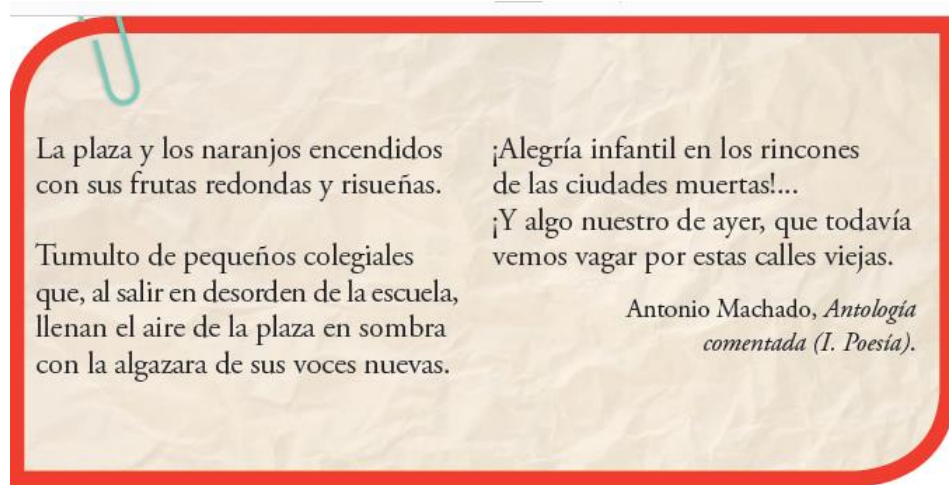 La plaza y los naranjos encendidos
con sus frutas redondas y risueñas.
Tumulto de pequeños colegiales
que, al salir en desorden de la escuela,
llenan el aire de la plaza en sombra
con la algazara de sus voces nuevas.
¡Alegría infantil en los rincones
de las ciudades muertas!...
¡Y algo nuestro de ayer, que todavía
vemos vagar por estas calles viejas.
Antonio Machado, Antología
comentada (I. Poesía).